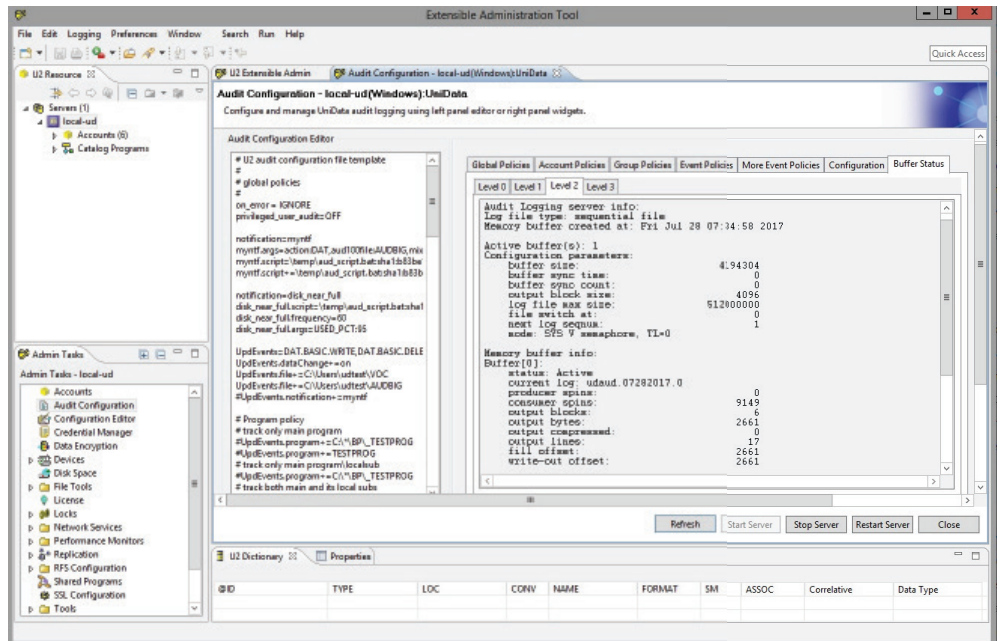 Extensible Administration Tool
File Edit Logging Preferences Window Search Run Help
Quick Access
U2 Resource
Servers (1)
local-ud
Accounts (6)
Catalog Programs
Admin Tasks
Admin Tasks - local-ud
Accounts
Audit Configuration
Configuration Editor
Credential Manager
Data Encryption
Devices
Disk Space
File Tools
License
Locks
Network Services
Performance Monitors
Replication
RFS Configuration
Shared Programs
SSL Configuration
Tools
U2 Extensible Admin
Audit Configuration - local-ud(Windows):UniData
Audit Configuration - local-ud(Windows):UniData
Configure and manage UniData audit logging using left panel editor or right panel widgets.
Audit Configuration Editor
# U2 audit configuration file template
#
# global policies
#
on_error = IGNORE
privileged_user_audit=OFF
notification=myntf
myntf.args=action:DAT,aud100file:AUDBIG,mix
myntf.script=\temp\aud_script.bat:sha1:b83be
myntf.script+=\temp\aud_script.bat:sha1:b83b
notification=disk_near_full
disk_near_full.script=\temp\aud_script.bat:sha1
disk_near_full.frequency=60
disk_near_full.args=USED_PCT:95
UpdEvents=DAT.BASIC.WRITE,DAT.BASIC.DELE
UpdEvents.dataChange+=on
UpdEvents.file+=C:\Users\udtest\VOC
UpdEvents.file+=C:\Users\udtest\AUDBIG
#UpdEvents.notification+=myntf
# Program policy
# track only main program
#UpdEvents.program+=C:\*\BP\_TESTPROG
#UpdEvents.program+=TESTPROG
# track only main program\localsub
#UpdEvents.program+=C:\*\BP\_TESTPROG
# track both main and its local subs
Global Policies Account Policies Group Policies Event Policies More Event Policies Configuration Buffer Status
Level 0 Level 1 Level 2 Level 3
Audit Logging server info:
Log file type: sequential file
Memory buffer created at: Fri Jul 28 07:34:58 2017
Active buffer(s): 1
Configuration parameters:
buffer size: 4194304
buffer sync time: 0
buffer sync count: 0
output block size: 4096
log file max size: 512000000
file switch at: 0
next log seqnum: 1
mode: SYS V semaphore, TL=0
Memory buffer info:
Buffer[0]:
status: Active
current log: udaud.07282017.0
producer spins: 0
consumer spins: 9149
output blocks: 6
output bytes: 2661
output compressed: 0
output lines: 17
fill offset: 2661
write-out offset: 2661
Refresh Start Server Stop Server Restart Server Close
U2 Dictionary Properties
@ID TYPE LOC CONV NAME FORMAT SM ASSOC Correlative Data Type